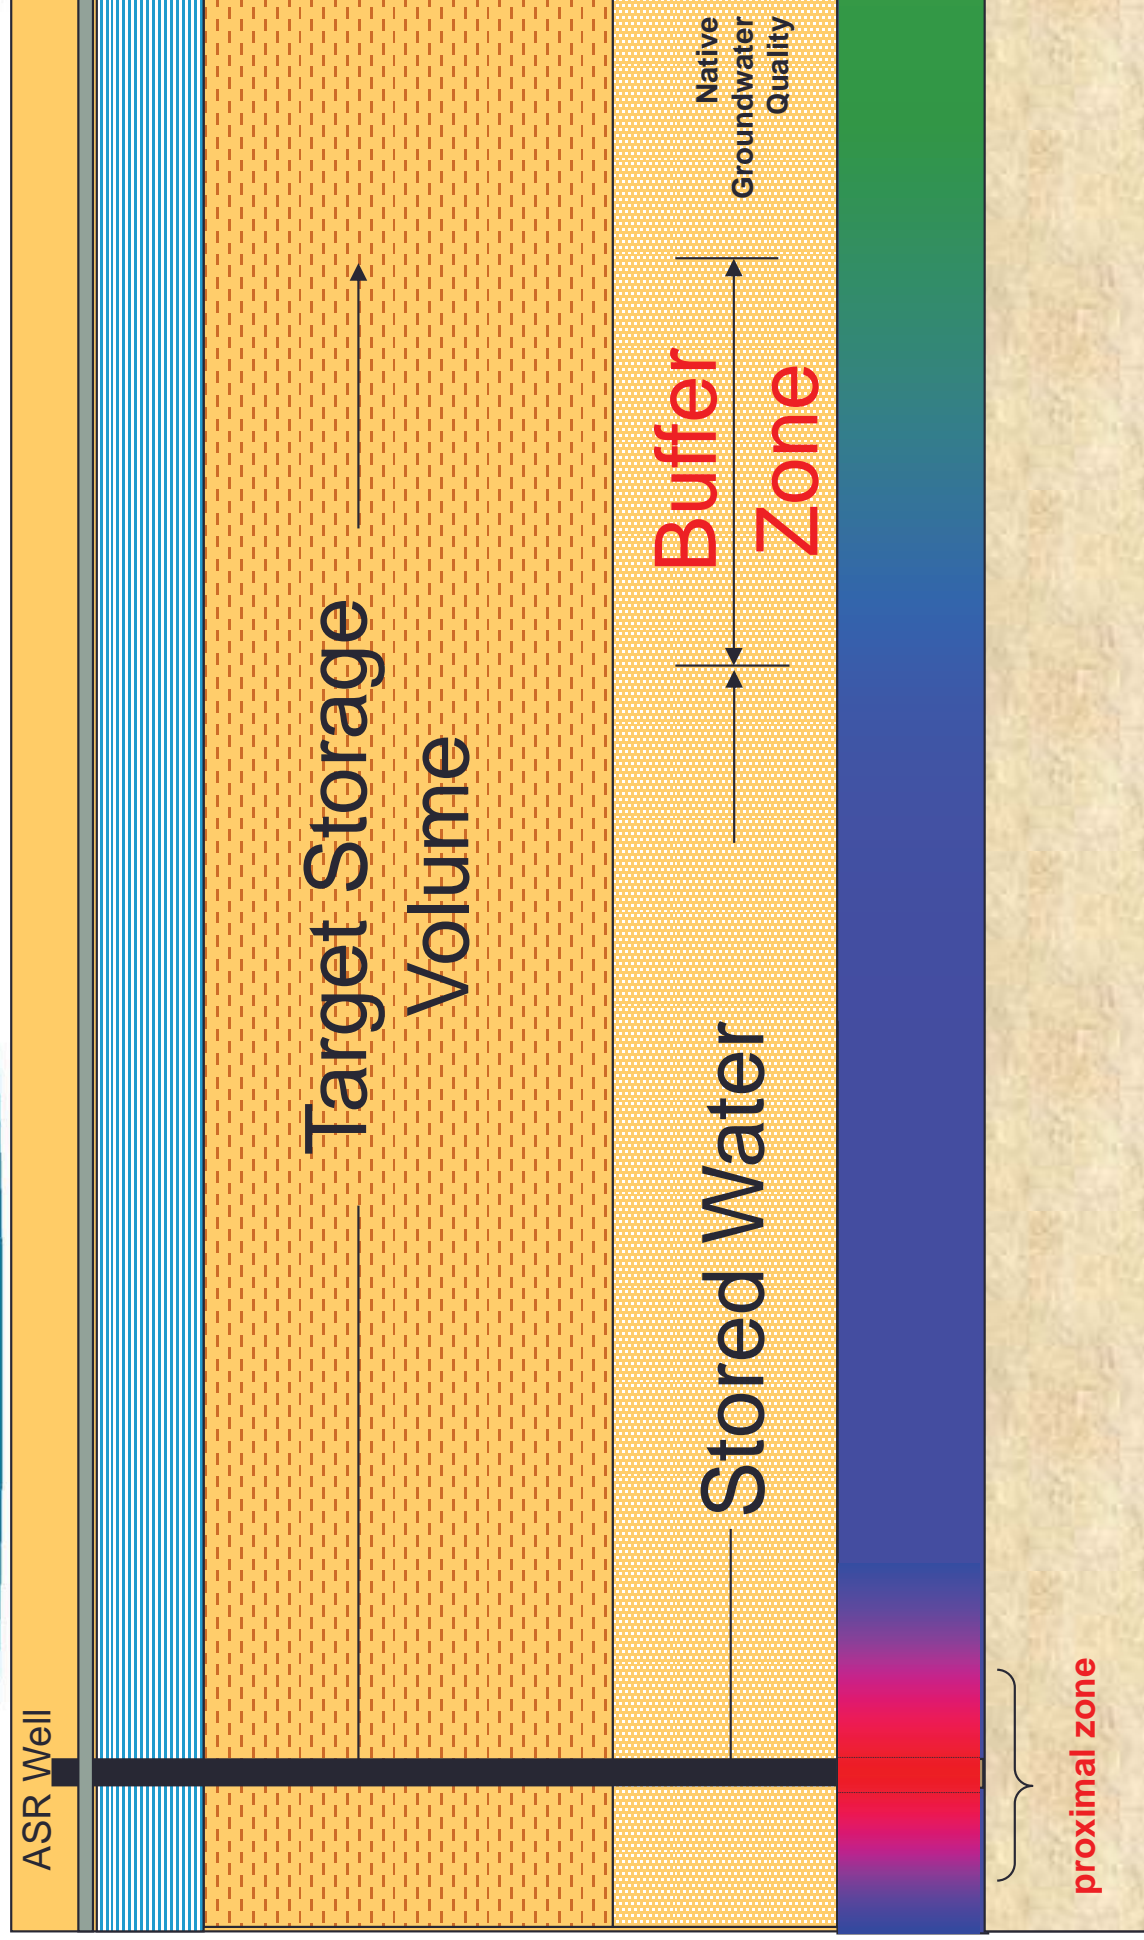 ASR Well
Target Storage
Volume
Stored Water
Buffer
Zone
Native
Groundwater
Quality
proximal zone